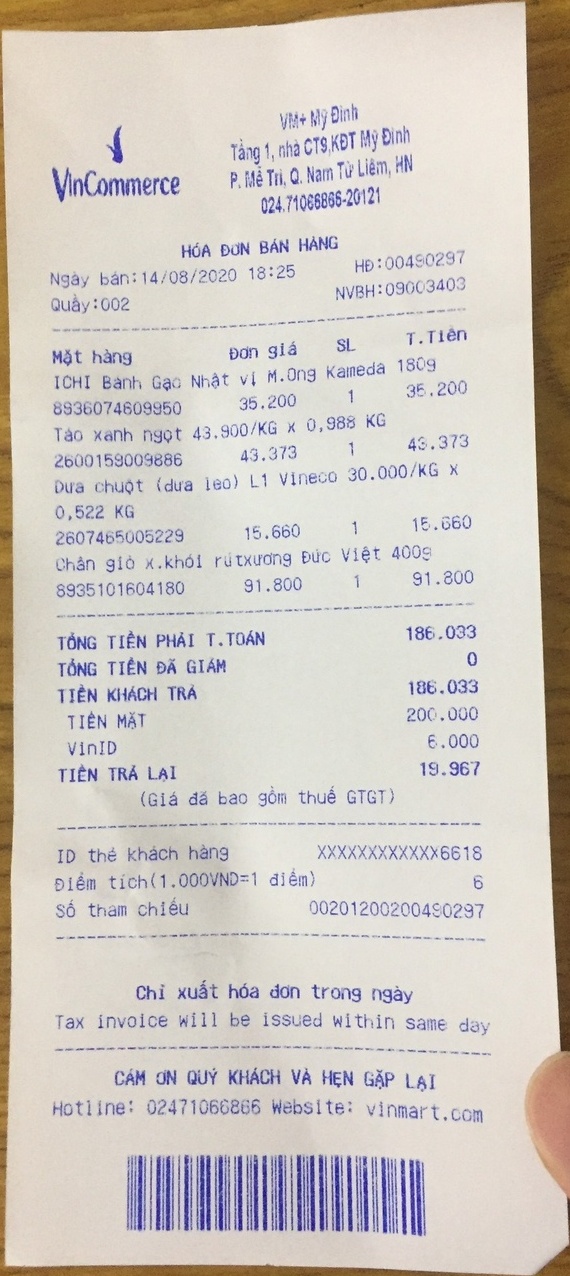 VinCommerce
VM+ Mỹ Đình
Tầng 1, nhà CTS,KĐT Mỹ Đình
P. Mễ Trì, Q. Nam Từ Liêm, HN
024.71066866-20121
HÓA ĐƠN BÁN HÀNG
Ngày bán:14/08/2020 18:25 HĐ:00490297
Quầy:002 NVBH:09003403
Mặt hàng Đơn giá SL T.Tiền
ICHI Bánh Gạo Nhật vị M.Ong Kameda 180g
8936074609950 35.200 1 35.200
Táo xanh ngọt 43.900/KG x 0,988 KG
2600159009886 43.373 1 43.373
Dưa chuột (dưa leo) L1 Vineco 30.000/KG x
0,522 KG
2607465005229 15.660 1 15.660
Chân giò x.khói rútxương Đức Việt 400g
8935101604180 91.800 1 91.800
TỔNG TIỀN PHẢI T.TOÁN 186.033
TỔNG TIỀN ĐÃ GIẢM 0
TIỀN KHÁCH TRẢ 186.033
TIỀN MẶT 200.000
VinID 6.000
TIỀN TRẢ LẠI 19.967
(Giá đã bao gồm thuế GTGT)
ID thẻ khách hàng XXXXXXXXXXXX6618
Điểm tích(1.000VND=1 điểm) 6
Số tham chiếu 00201200200490297
Chỉ xuất hóa đơn trong ngày
Tax invoice will be issued within same day
CẢM ƠN QUÝ KHÁCH VÀ HẸN GẶP LẠI
Hotline: 02471066866 Website: vinmart.com